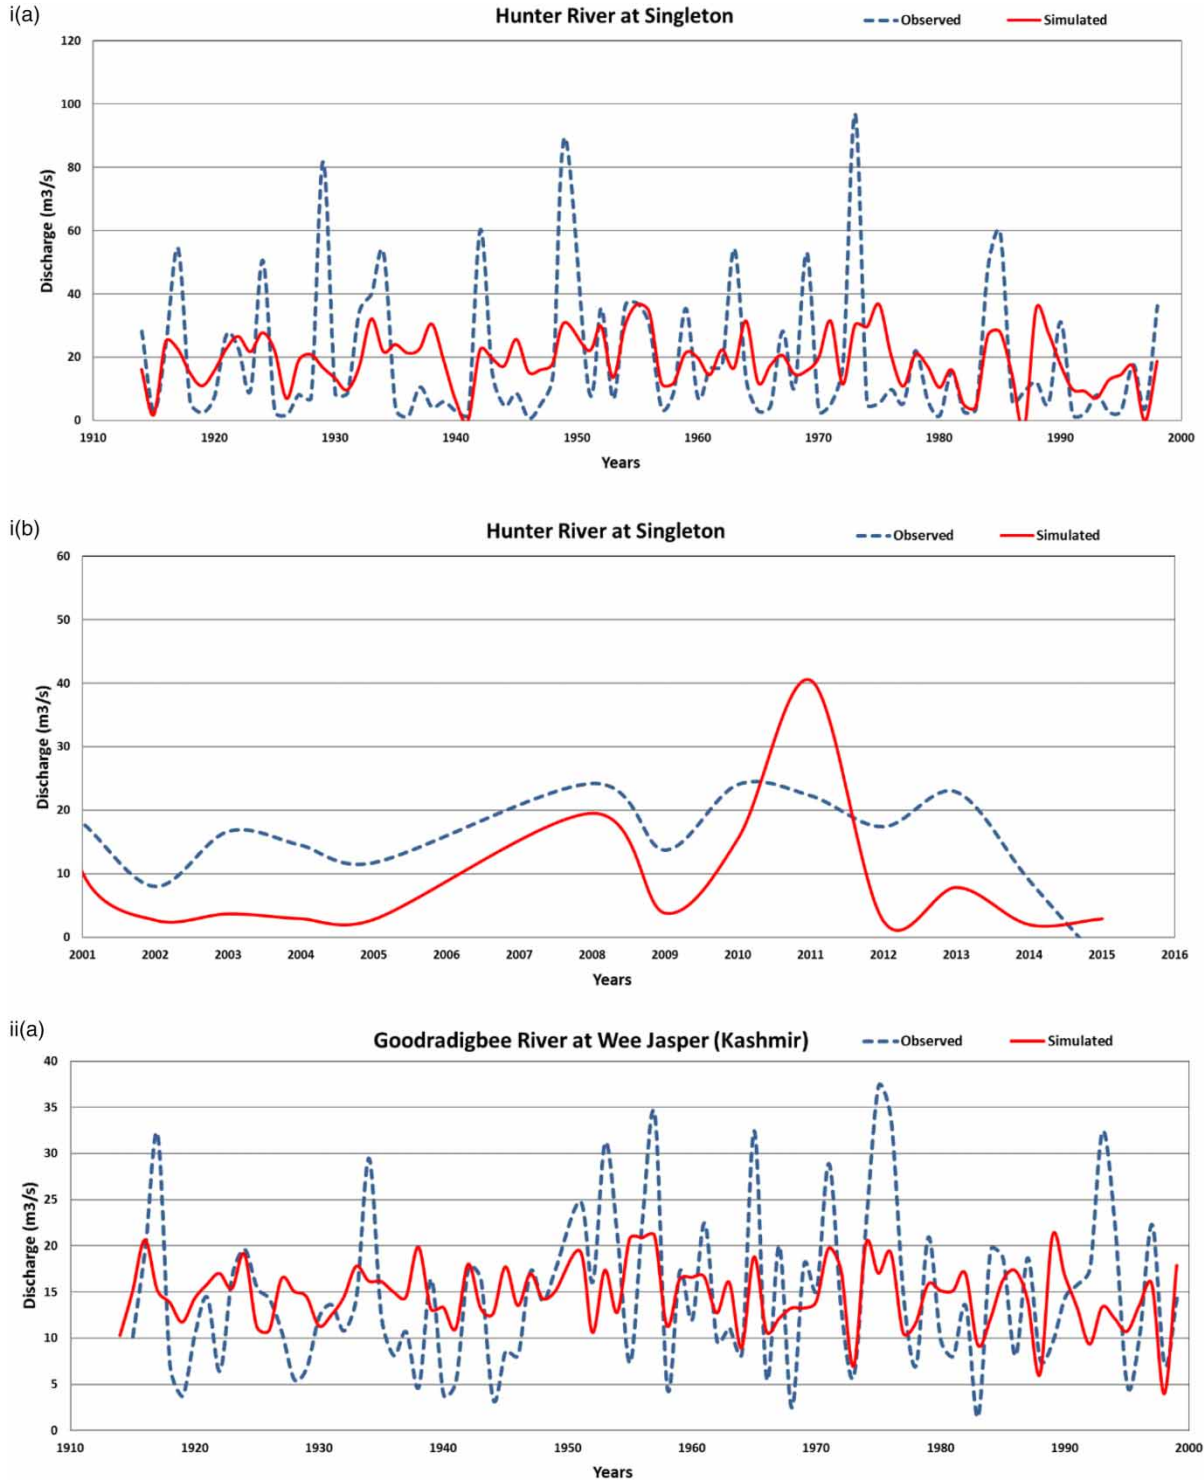 i(a)
Hunter River at Singleton
Observed Simulated
120
100
80
60
40
20
0
Discharge (m3/s)
1910 1920 1930 1940 1950 1960 1970 1980 1990 2000
Years
i(b)
Hunter River at Singleton
Observed Simulated
60
50
40
30
20
10
0
Discharge (m3/s)
2001 2002 2003 2004 2005 2006 2007 2008 2009 2010 2011 2012 2013 2014 2015 2016
Years
ii(a)
Goodradigbee River at Wee Jasper (Kashmir)
Observed Simulated
40
35
30
25
20
15
10
5
0
Discharge (m3/s)
1910 1920 1930 1940 1950 1960 1970 1980 1990 2000
Years